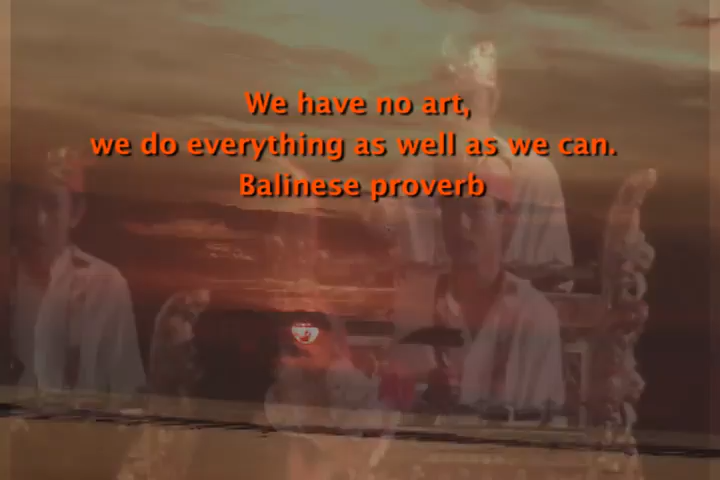 We have no art,
we do everything as well as we can.
Balinese proverb